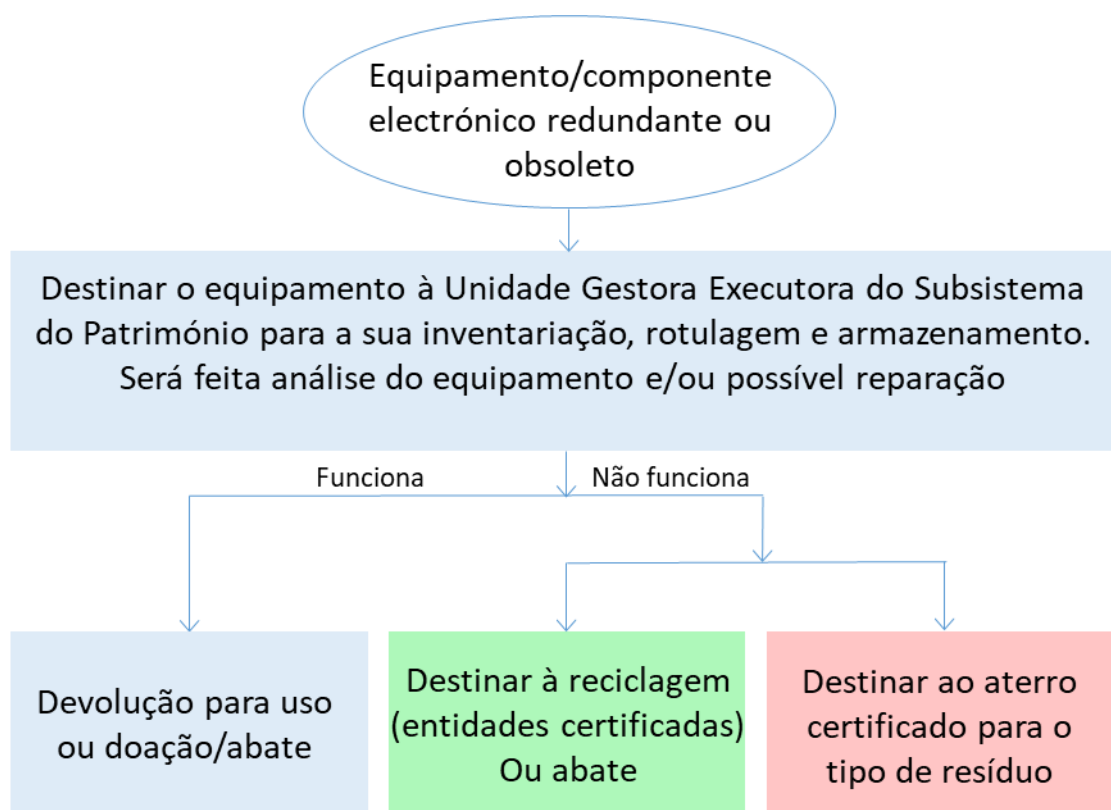 Equipamento/componente
electrónico redundante ou
obsoleto
Destinar o equipamento à Unidade Gestora Executora do Subsistema
do Património para a sua inventariação, rotulagem e armazenamento.
Será feita análise do equipamento e/ou possível reparação
Funciona
Não funciona
Devolução para uso
ou doação/abate
Destinar à reciclagem
(entidades certificadas)
Ou abate
Destinar ao aterro
certificado para o
tipo de resíduo